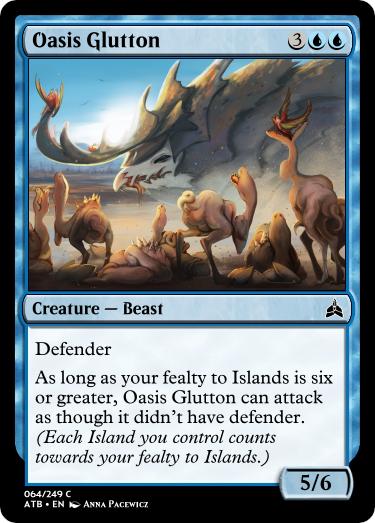 Oasis Glutton 3
Creature — Beast
Defender
As long as your fealty to Islands is six
or greater, Oasis Glutton can attack
as though it didn't have defender.
(Each Island you control counts
towards your fealty to Islands.)
5/6
064/249 C
ATB • EN Anna Pacewicz